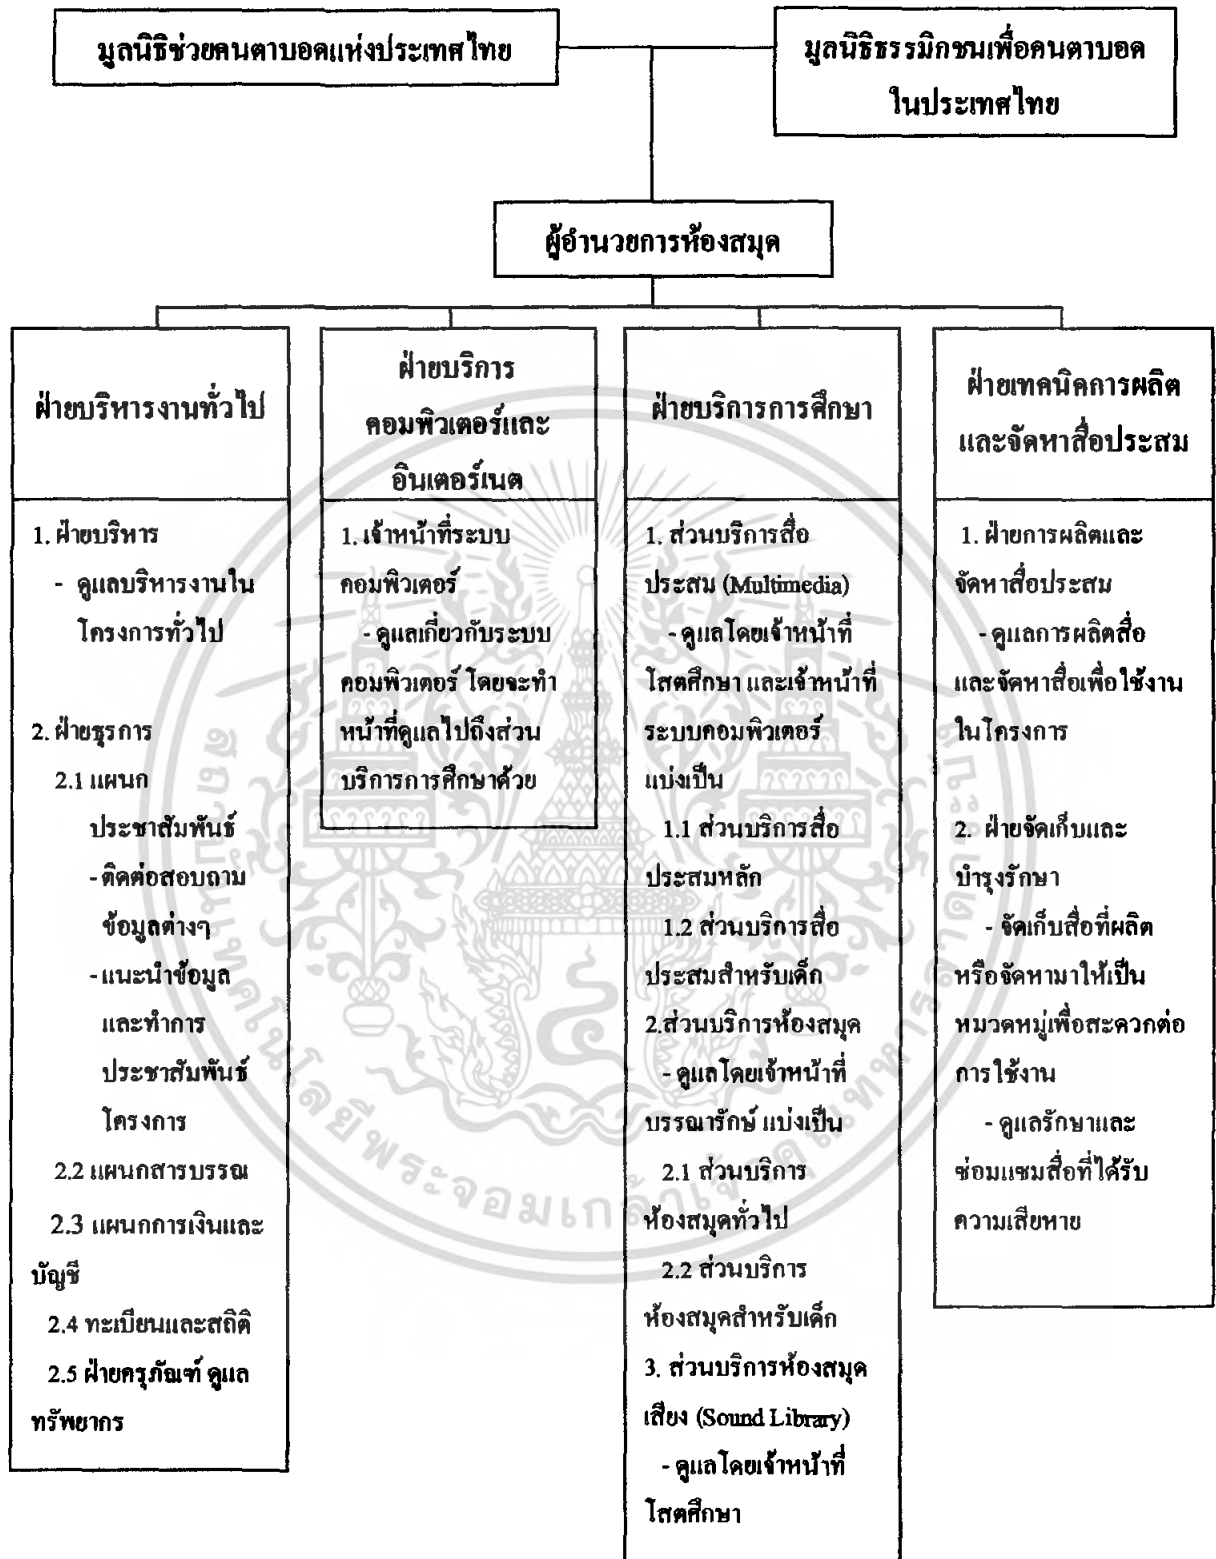 มูลนิธิช่วยคนตาบอดแห่งประเทศไทย
มูลนิธิธรรมิกชนเพื่อคนตาบอด
ในประเทศไทย
ผู้อำนวยการห้องสมุด
ฝ่ายบริหารงานทั่วไป
1. ฝ่ายบริหาร
- ดูแลบริหารงานใน
โครงการทั่วไป
2. ฝ่ายธุรการ
2.1 แผนก
ประชาสัมพันธ์
- ติดต่อสอบถาม
ข้อมูลต่างๆ
- แนะนำข้อมูล
และทำการ
ประชาสัมพันธ์
โครงการ
2.2 แผนกสารบรรณ
2.3 แผนกการเงินและ
บัญชี
2.4 ทะเบียนและสถิติ
2.5 ฝ่ายครุภัณฑ์ ดูแล
ทรัพยากร
ฝ่ายบริการ
คอมพิวเตอร์และ
อินเตอร์เนต
1. เจ้าหน้าที่ระบบ
คอมพิวเตอร์
- ดูแลเกี่ยวกับระบบ
คอมพิวเตอร์ โดยจะทำ
หน้าที่ดูแลไปถึงส่วน
บริการการศึกษาด้วย
ฝ่ายบริการการศึกษา
1. ส่วนบริการสื่อ
ประสม (Multimedia)
- ดูแลโดยเจ้าหน้าที่
โสตศึกษา และเจ้าหน้าที่
ระบบคอมพิวเตอร์
แบ่งเป็น
1.1 ส่วนบริการสื่อ
ประสมหลัก
1.2 ส่วนบริการสื่อ
ประสมสำหรับเด็ก
2.ส่วนบริการห้องสมุด
- ดูแลโดยเจ้าหน้าที่
บรรณารักษ์ แบ่งเป็น
2.1 ส่วนบริการ
ห้องสมุดทั่วไป
2.2 ส่วนบริการ
ห้องสมุดสำหรับเด็ก
3. ส่วนบริการห้องสมุด
เสียง (Sound Library)
- ดูแลโดยเจ้าหน้าที่
โสตศึกษา
ฝ่ายเทคนิคการผลิต
และจัดหาสื่อประสม
1. ฝ่ายการผลิตและ
จัดหาสื่อประสม
- ดูแลการผลิตสื่อ
และจัดหาสื่อเพื่อใช้งาน
ในโครงการ
2. ฝ่ายจัดเก็บและ
บำรุงรักษา
- จัดเก็บสื่อที่ผลิต
หรือจัดหามาให้เป็น
หมวดหมู่เพื่อสะดวกต่อ
การใช้งาน
- ดูแลรักษาและ
ซ่อมแซมสื่อที่ได้รับ
ความเสียหาย
สถาบันเทคโนโลยีพระจอมเกล้าเจ้าคุณทหารลาดกระบัง